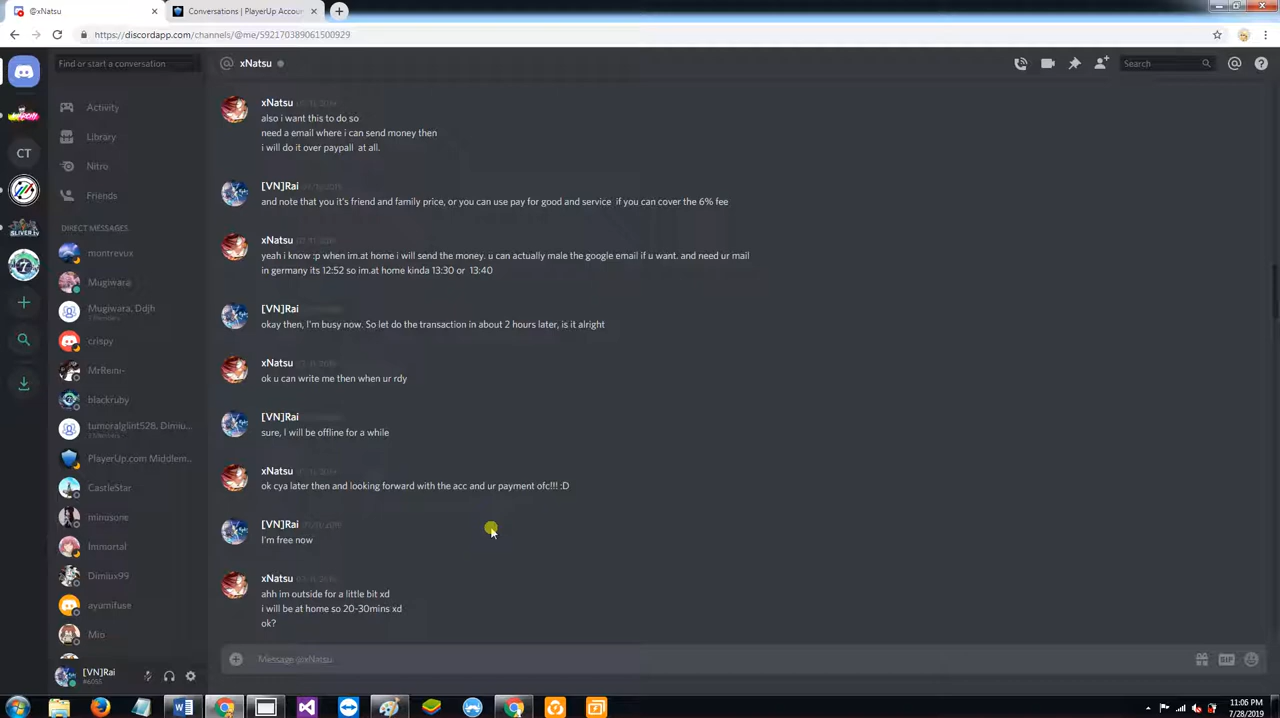 @xNatsu
Conversations | PlayerUp Accou
https://discordapp.com/channels/@me/592170389061500929
Find or start a conversation
@ xNatsu
Search
Activity
Library
Nitro
Friends
DIRECT MESSAGES
montrevux
Mugiwara
Mugiwara, Ddjh
crispy
MrReini-
blackruby
tumoralglint528, Dimiu...
PlayerUp.com Middlem...
CastleStar
minusone
Immortal
Dimiux99
ayumifuse
Mio
[VN]Rai
#6055
CT
SLIVER.tv
xNatsu
also i want this to do so
need a email where i can send money then
i will do it over paypall at all.
[VN]Rai
and note that you it's friend and family price, or you can use pay for good and service if you can cover the 6% fee
xNatsu
yeah i know :p when im.at home i will send the money. u can actually male the google email if u want. and need ur mail
in germany its 12:52 so im.at home kinda 13:30 or 13:40
[VN]Rai
okay then, I'm busy now. So let do the transaction in about 2 hours later, is it alright
xNatsu
ok u can write me then when ur rdy
[VN]Rai
sure, I will be offline for a while
xNatsu
ok cya later then and looking forward with the acc and ur payment ofc!!! :D
[VN]Rai
I'm free now
xNatsu
ahh im outside for a little bit xd
i will be at home so 20-30mins xd
ok?
Message @xNatsu
GIF
11:06 PM
7/28/2019